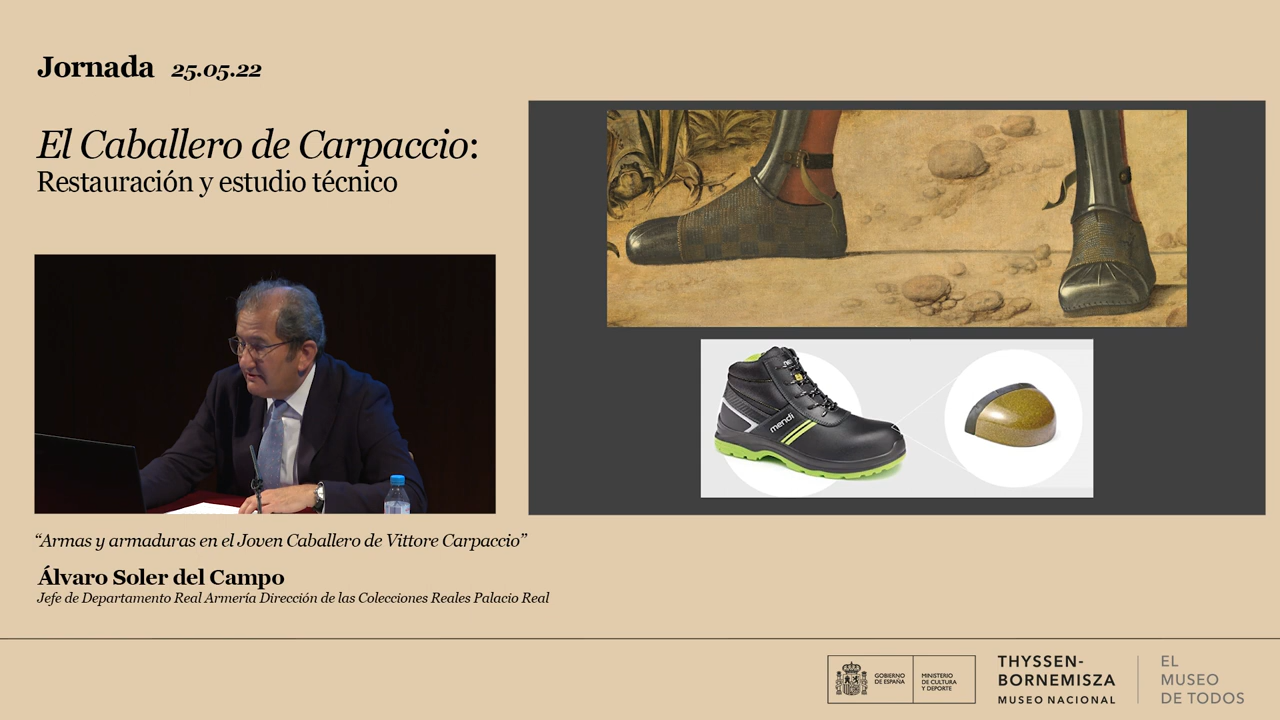 Jornada 25.05.22
El Caballero de Carpaccio:
Restauración y estudio técnico
mendi
“Armas y armaduras en el Joven Caballero de Vittore Carpaccio”
Álvaro Soler del Campo
Jefe de Departamento Real Armería Dirección de las Colecciones Reales Palacio Real
GOBIERNO
DE ESPAÑA
MINISTERIO
DE CULTURA
Y DEPORTE
THYSSEN-
BORNEMISZA
MUSEO NACIONAL
EL
MUSEO
DE TODOS